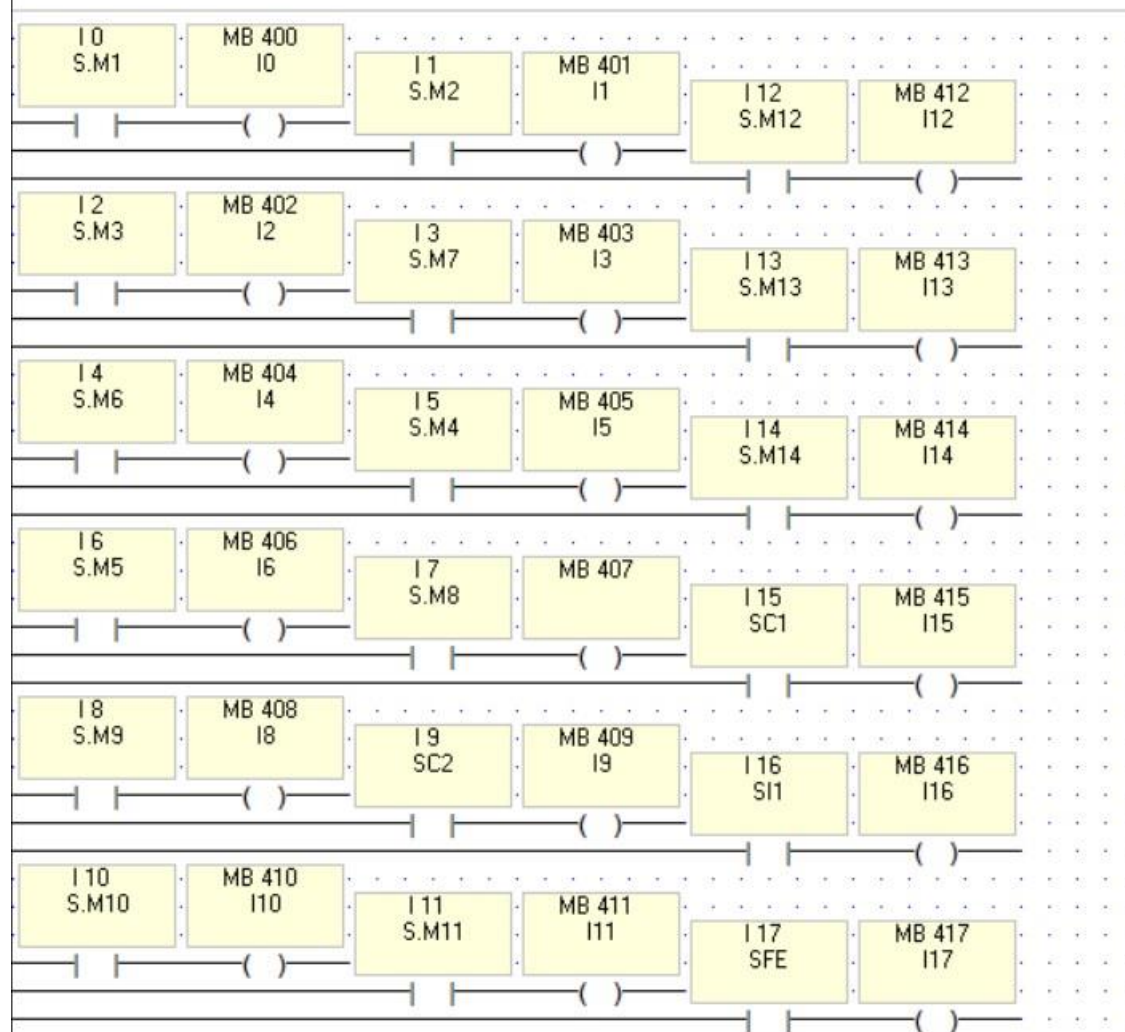 I 0
S.M1
MB 400
I0
I 1
S.M2
MB 401
I1
I 12
S.M12
MB 412
I12
I 2
S.M3
MB 402
I2
I 3
S.M7
MB 403
I3
I 13
S.M13
MB 413
I13
I 4
S.M6
MB 404
I4
I 5
S.M4
MB 405
I5
I 14
S.M14
MB 414
I14
I 6
S.M5
MB 406
I6
I 7
S.M8
MB 407
I 15
SC1
MB 415
I15
I 8
S.M9
MB 408
I8
I 9
SC2
MB 409
I9
I 16
SI1
MB 416
I16
I 10
S.M10
MB 410
I10
I 11
S.M11
MB 411
I11
I 17
SFE
MB 417
I17